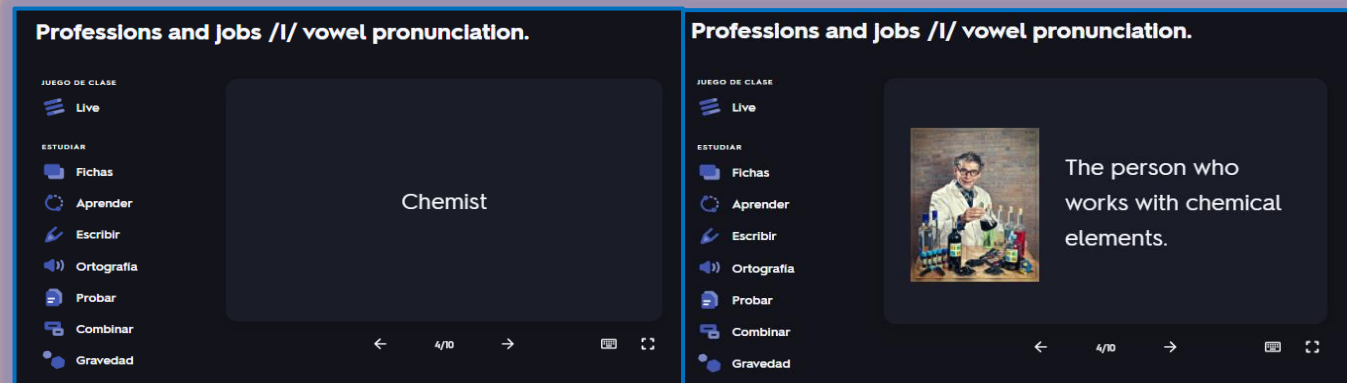 Professions and jobs /I/ vowel pronunciation.
JUEGO DE CLASE
Live
ESTUDIAR
Fichas
Aprender
Escribir
Ortografía
Probar
Combinar
Gravedad
Chemist
4/10
Professions and jobs /I/ vowel pronunciation.
JUEGO DE CLASE
Live
ESTUDIAR
Fichas
Aprender
Escribir
Ortografía
Probar
Combinar
Gravedad
The person who
works with chemical
elements.
4/10